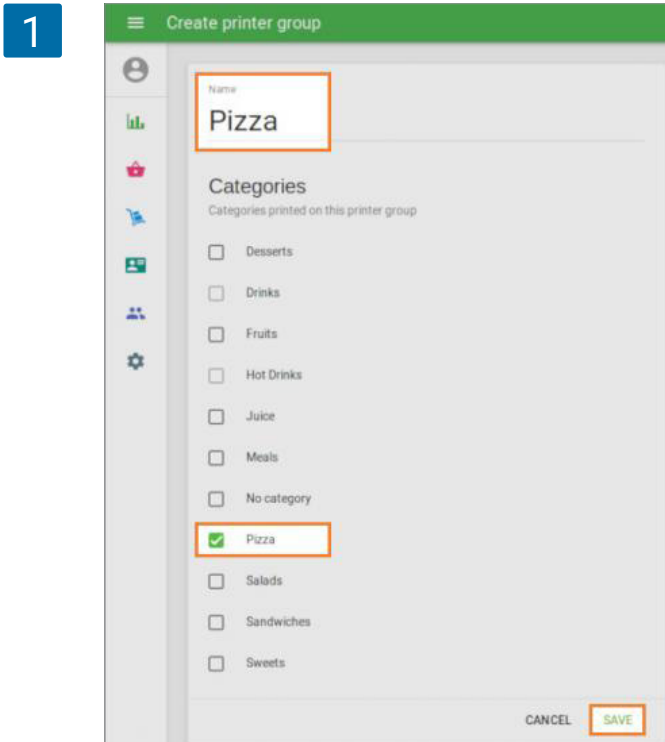 1
Create printer group
Name
Pizza
Categories
Categories printed on this printer group
Desserts
Drinks
Fruits
Hot Drinks
Juice
Meals
No category
Pizza
Salads
Sandwiches
Sweets
CANCEL SAVE